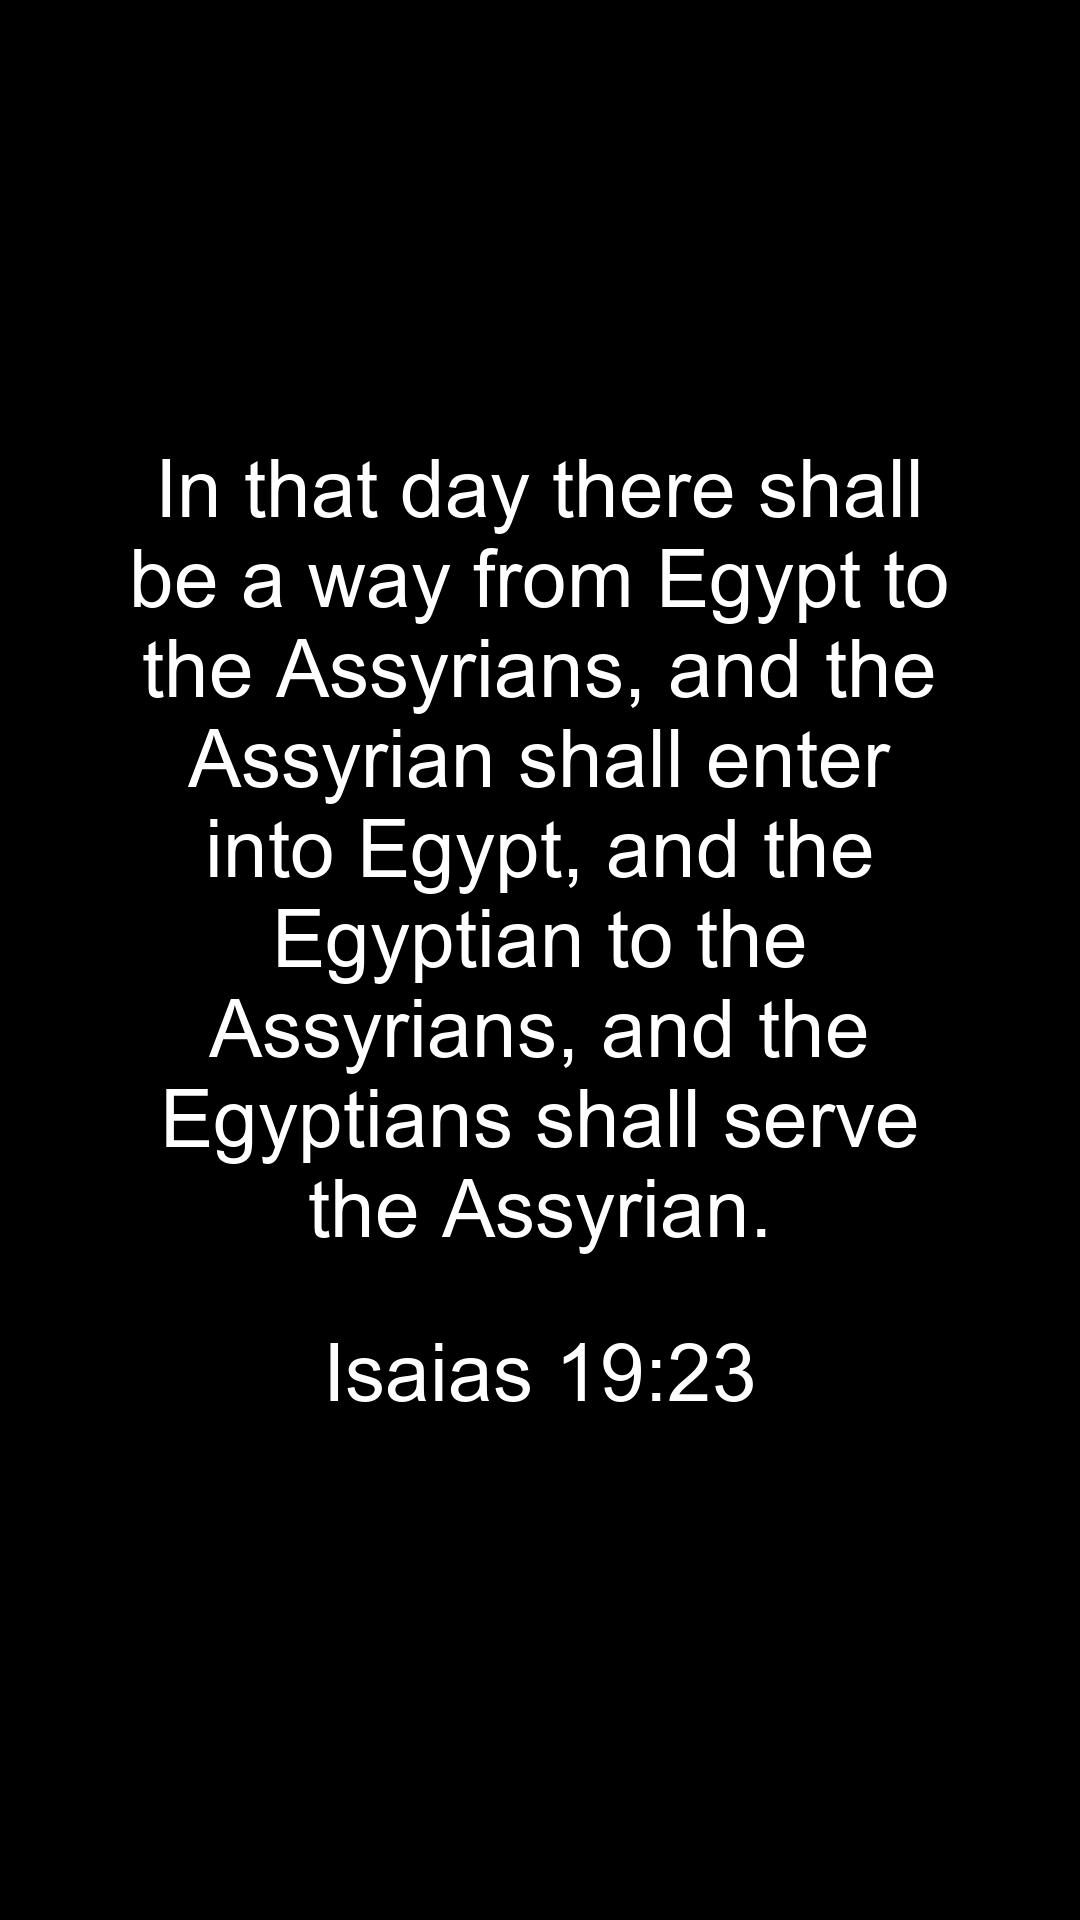 In that day there shall
be a way from Egypt to
the Assyrians, and the
Assyrian shall enter
into Egypt, and the
Egyptian to the
Assyrians, and the
Egyptians shall serve
the Assyrian.
Isaias 19:23